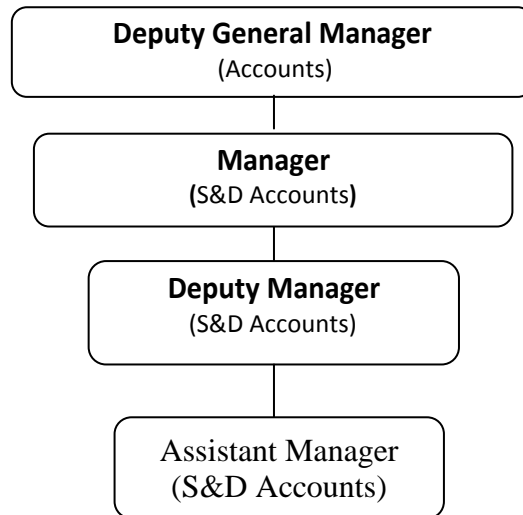 Deputy General Manager
(Accounts)
Manager
(S&D Accounts)
Deputy Manager
(S&D Accounts)
Assistant Manager
(S&D Accounts)